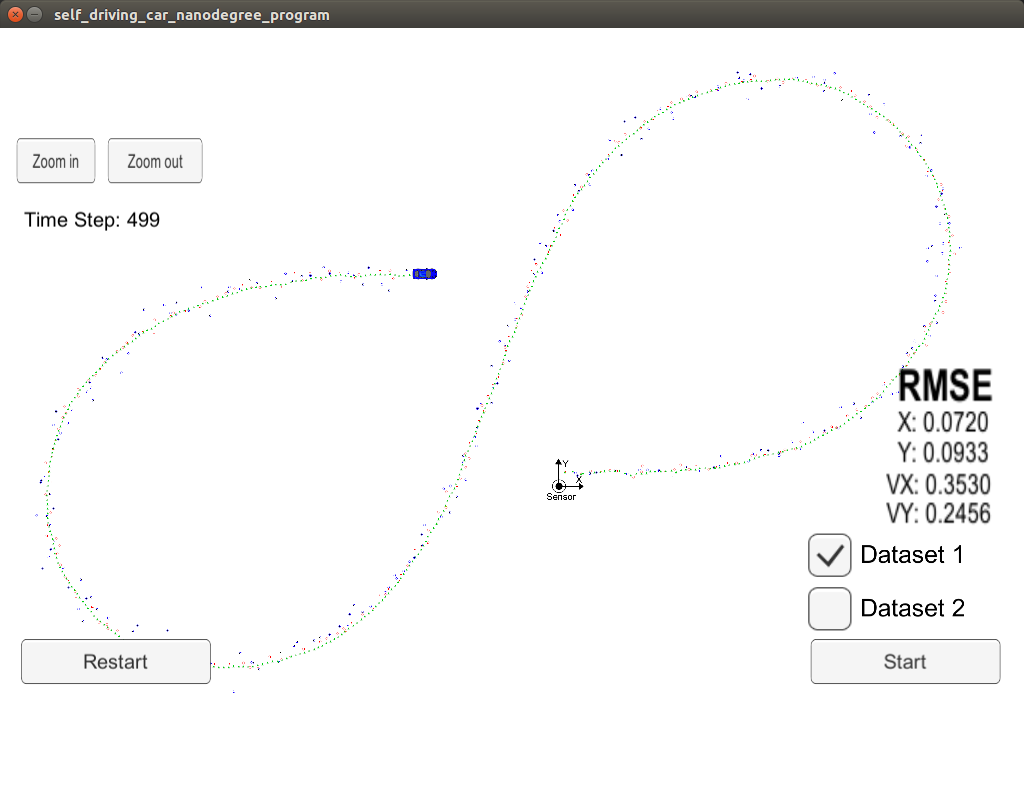 self_driving_car_nanodegree_program
Zoom in
Zoom out
Time Step: 499
RMSE
X: 0.0720
Y: 0.0933
VX: 0.3530
VY: 0.2456
Y
X
Sensor
Dataset 1
Dataset 2
Restart
Start